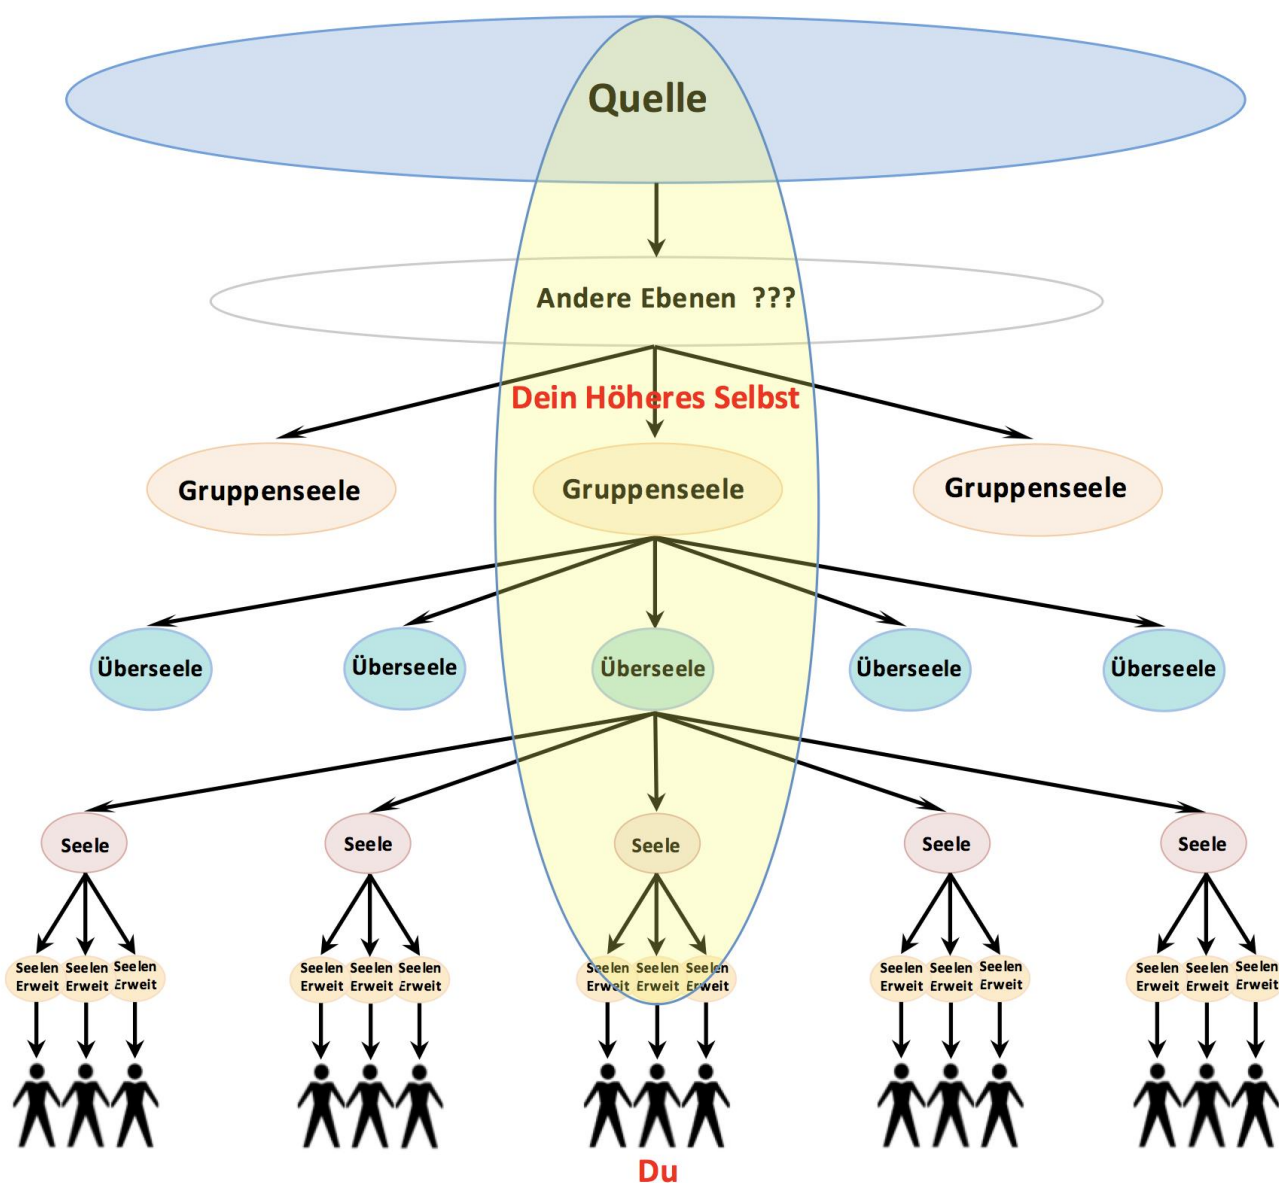 Quelle
Andere Ebenen ???
Dein Höheres Selbst
Gruppenseele Gruppenseele Gruppenseele
Überseele Überseele Überseele Überseele Überseele
Seele Seele Seele Seele Seele
Seelen Seelen Seelen Seelen Seelen Seelen Seelen Seelen Seelen Seelen Seelen Seelen Seelen Seelen Seelen
Erweit Erweit Erweit Erweit Erweit Erweit Erweit Erweit Erweit Erweit Erweit Erweit Erweit Erweit Erweit
Du